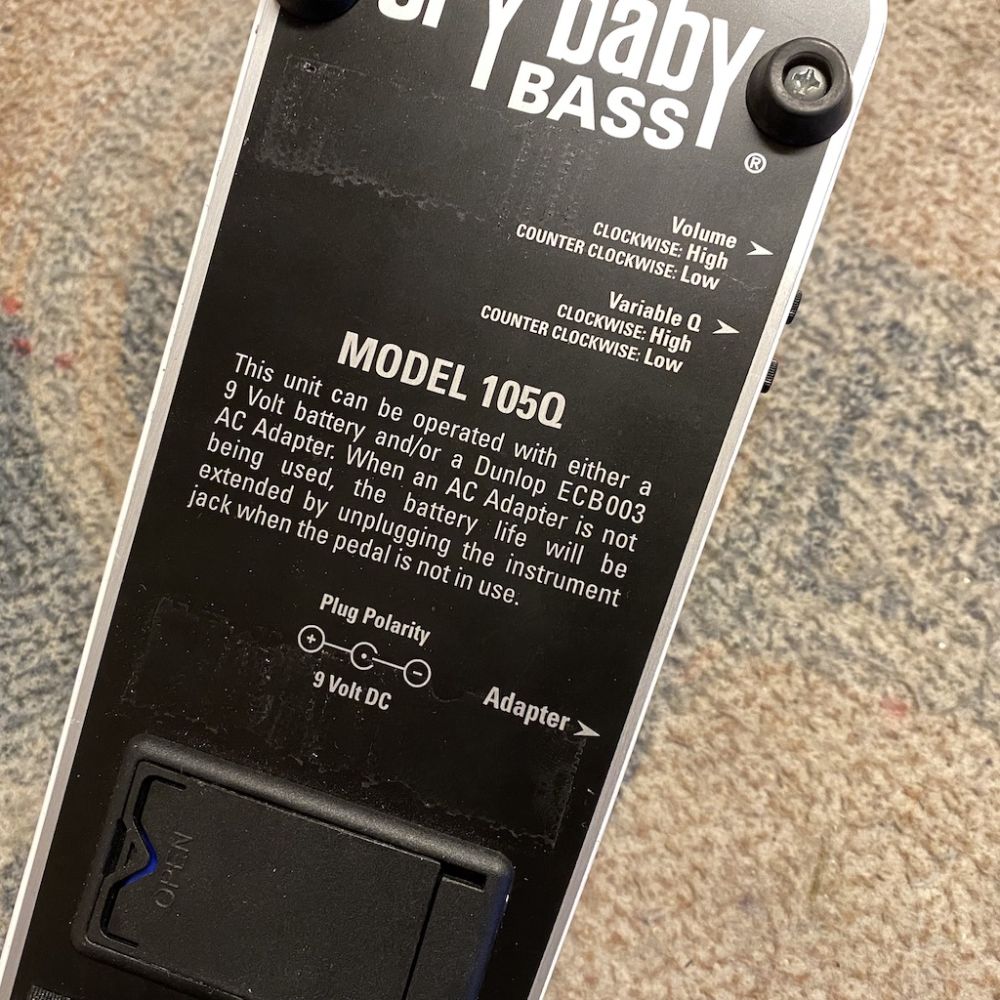 cry baby
BASS
®
Volume
CLOCKWISE: High
COUNTER CLOCKWISE: Low
Variable Q
CLOCKWISE: High
COUNTER CLOCKWISE: Low
MODEL 105Q
This unit can be operated with either a
9 Volt battery and/or a Dunlop ECB003
AC Adapter. When an AC Adapter is not
being used, the battery life will be
extended by unplugging the instrument
jack when the pedal is not in use.
Plug Polarity
+ −
9 Volt DC
Adapter
OPEN